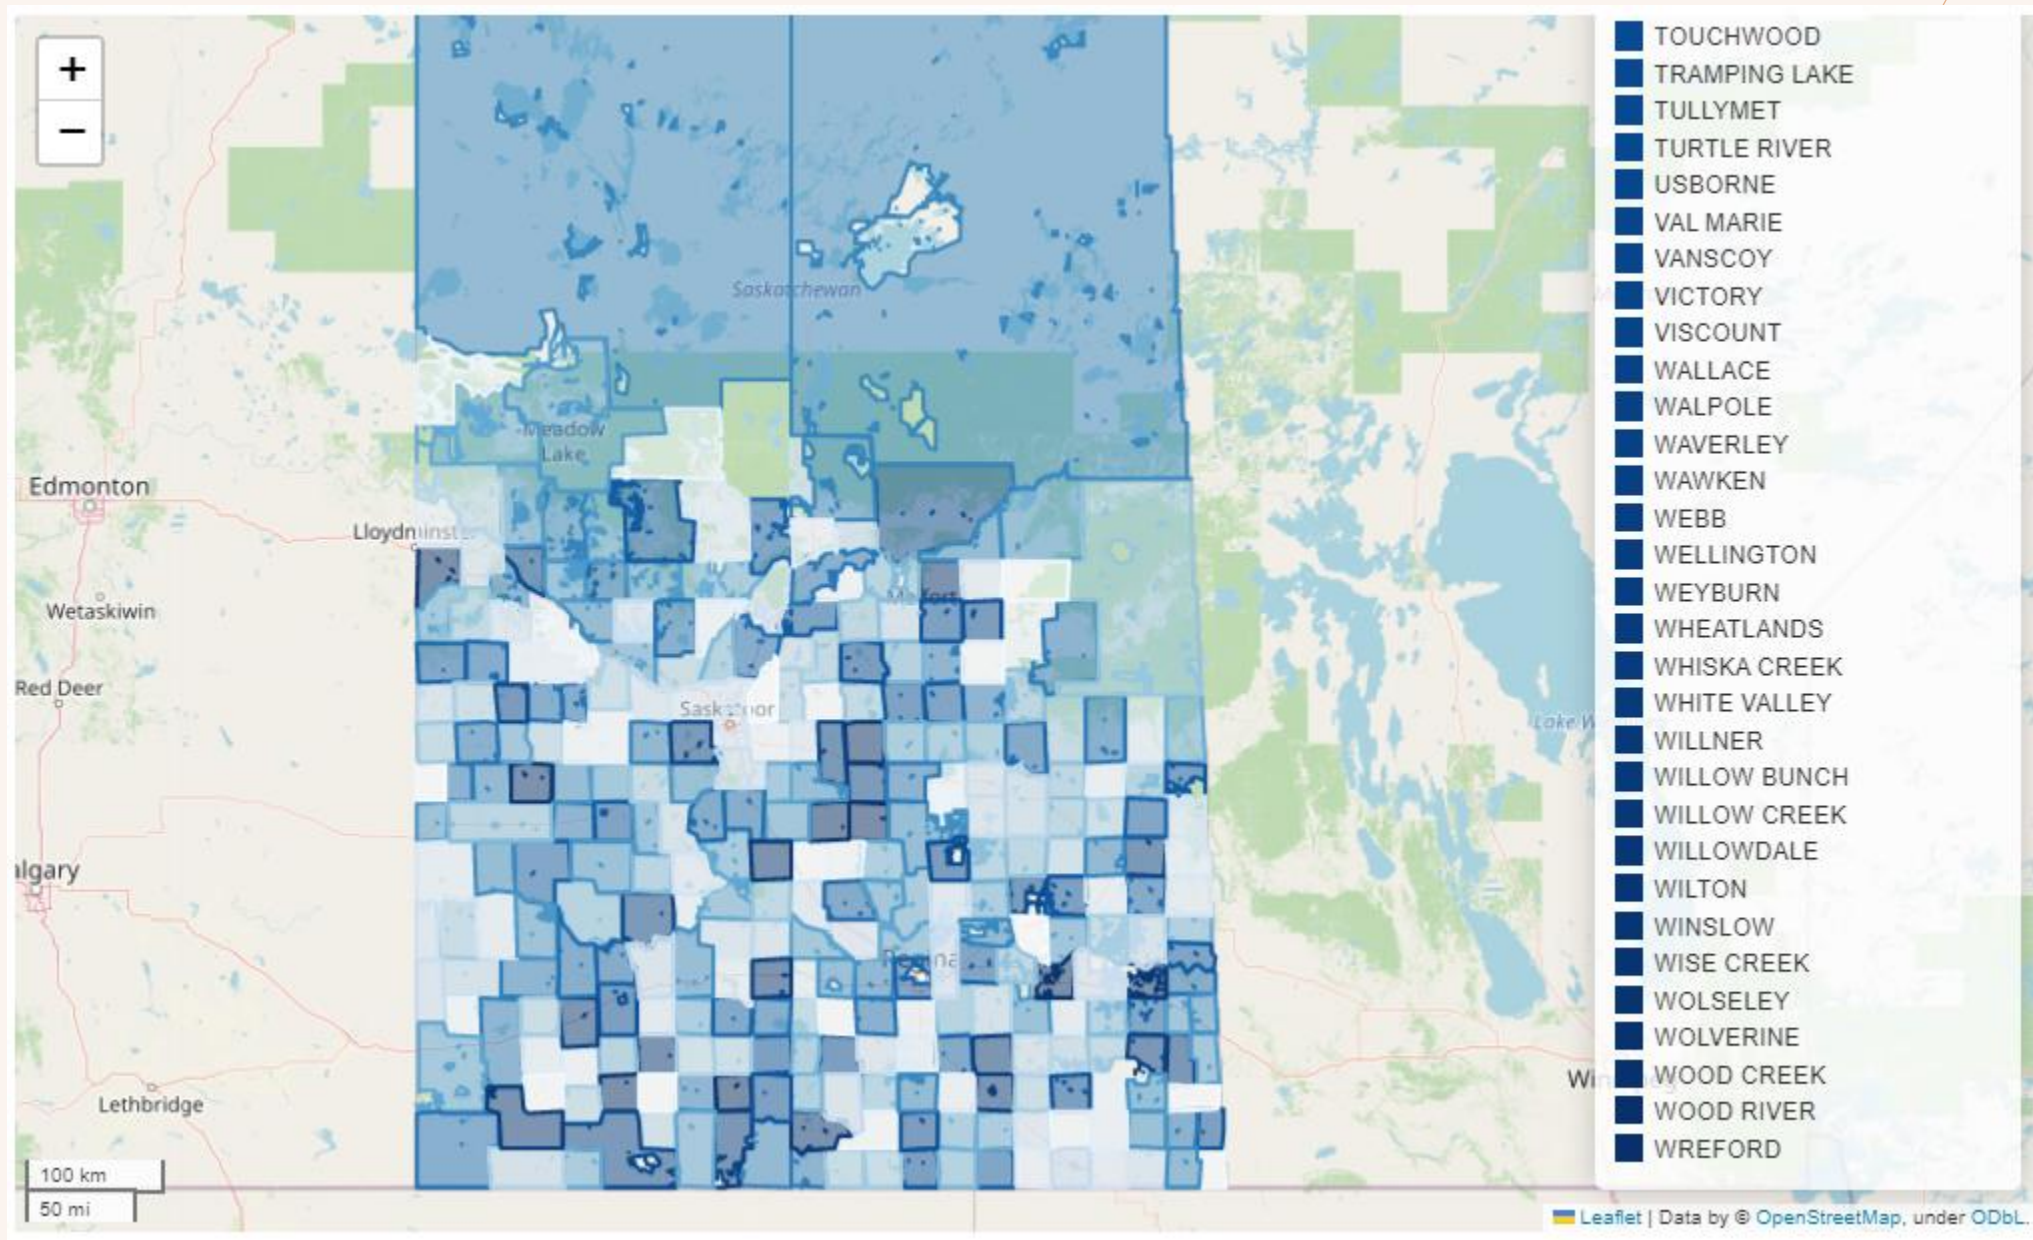 +
−
Saskatchewan
Meadow
Lake
Edmonton
Wetaskiwin
Red Deer
algary
Lethbridge
100 km
50 mi
TOUCHWOOD
TRAMPING LAKE
TULLYMET
TURTLE RIVER
USBORNE
VAL MARIE
VANSCOY
VICTORY
VISCOUNT
WALLACE
WALPOLE
WAVERLEY
WAWKEN
WEBB
WELLINGTON
WEYBURN
WHEATLANDS
WHISKA CREEK
WHITE VALLEY
WILLNER
WILLOW BUNCH
WILLOW CREEK
WILLOWDALE
WILTON
WINSLOW
WISE CREEK
WOLSELEY
WOLVERINE
WOOD CREEK
WOOD RIVER
WREFORD
Regina
Lake W
Leaflet | Data by © OpenStreetMap, under ODbL.